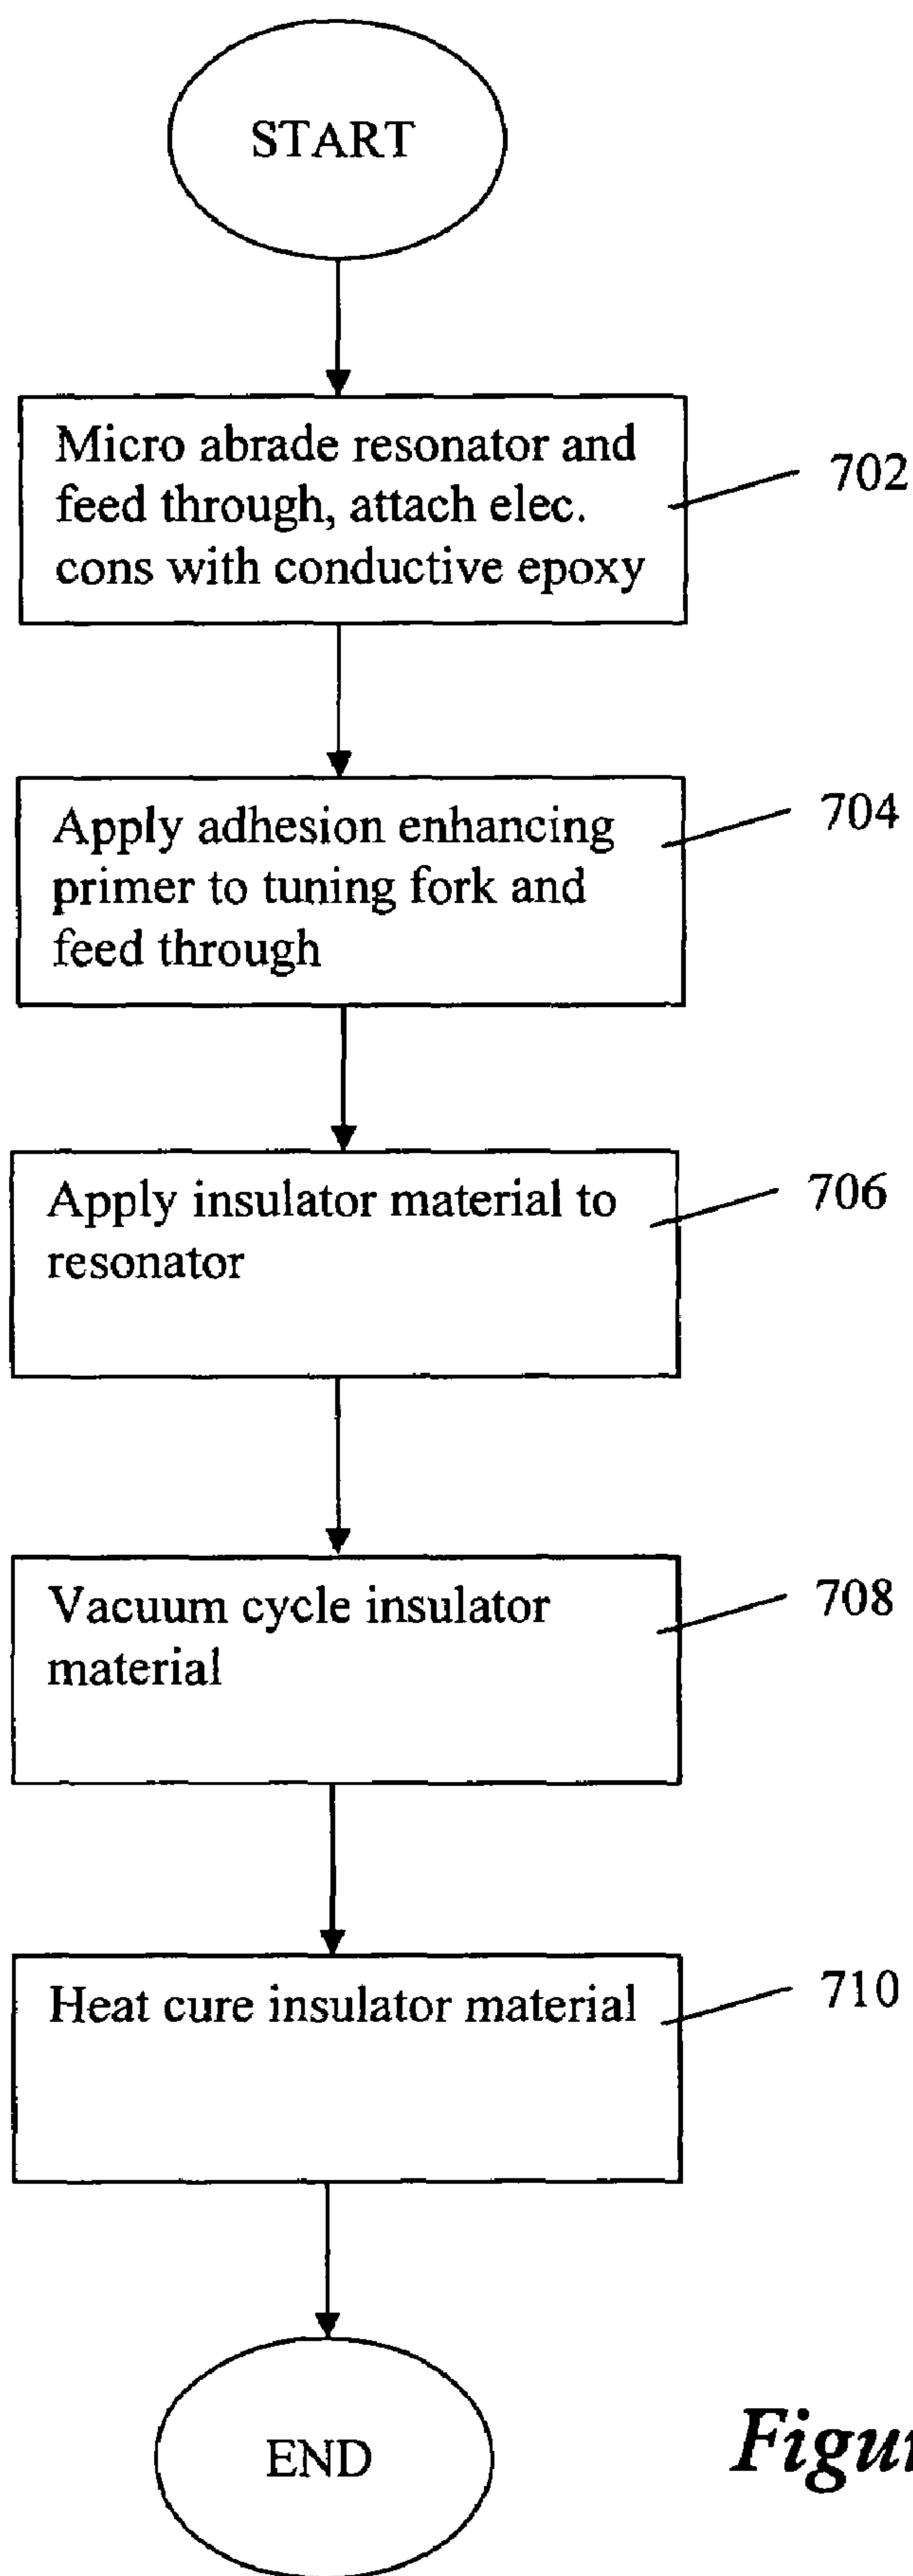 START
Micro abrade resonator and
feed through, attach elec.
cons with conductive epoxy
702
Apply adhesion enhancing
primer to tuning fork and
feed through
704
Apply insulator material to
resonator
706
Vacuum cycle insulator
material
708
Heat cure insulator material
710
END